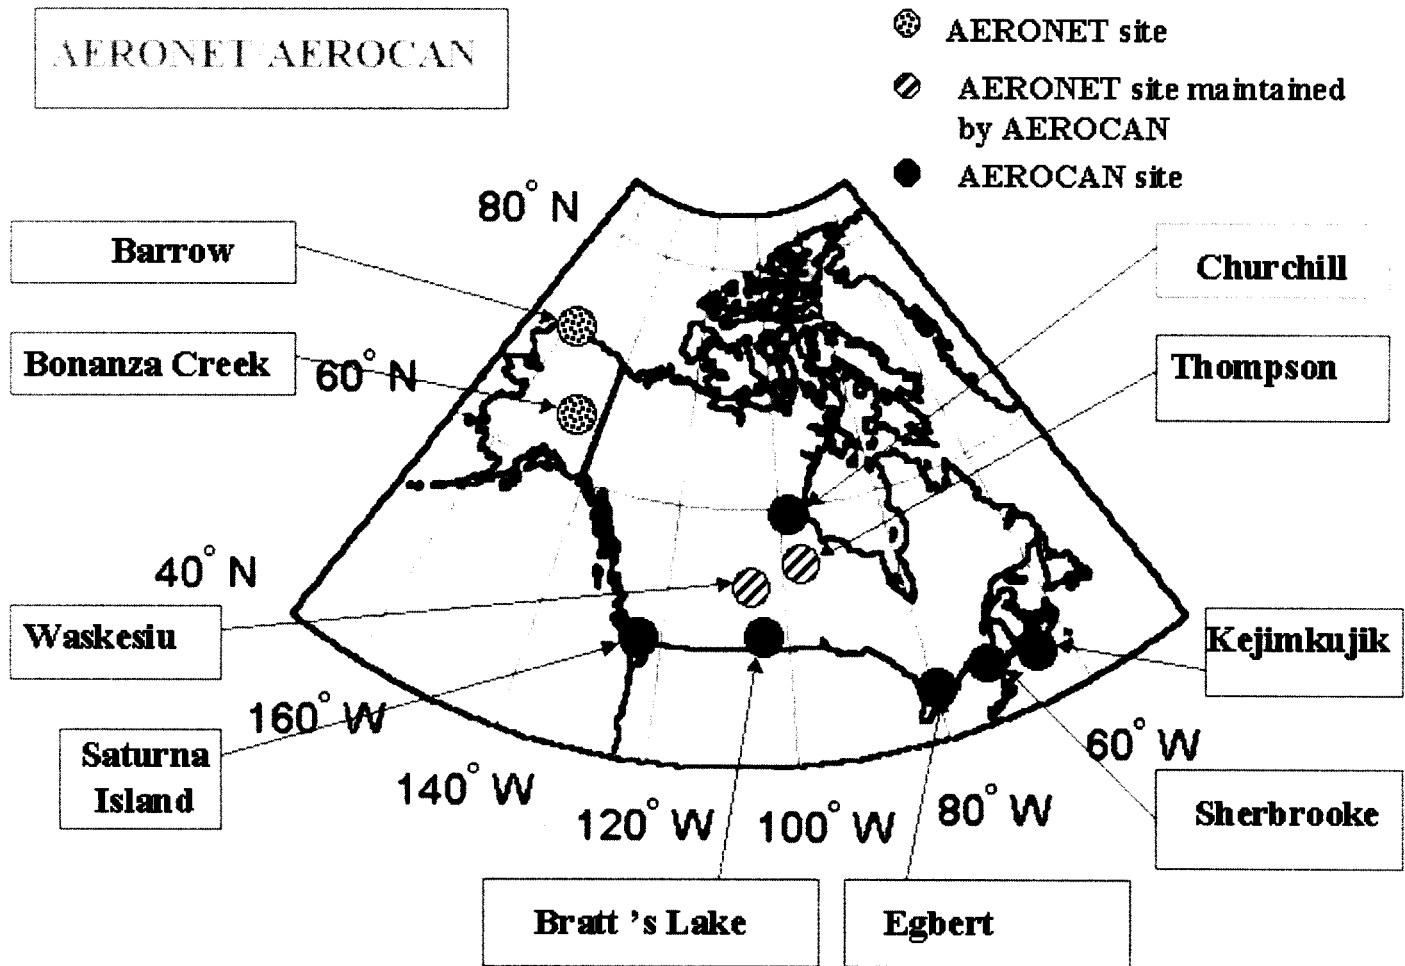 AERONET AEROCAN
AERONET site
AERONET site maintained
by AEROCAN
AEROCAN site
80° N
Barrow
Churchill
Bonanza Creek
60° N
Thompson
40° N
Waskesiu
Kejimkujik
160° W
Saturna
Island
140° W
120° W
100° W
80° W
60° W
Sherbrooke
Bratt 's Lake
Egbert